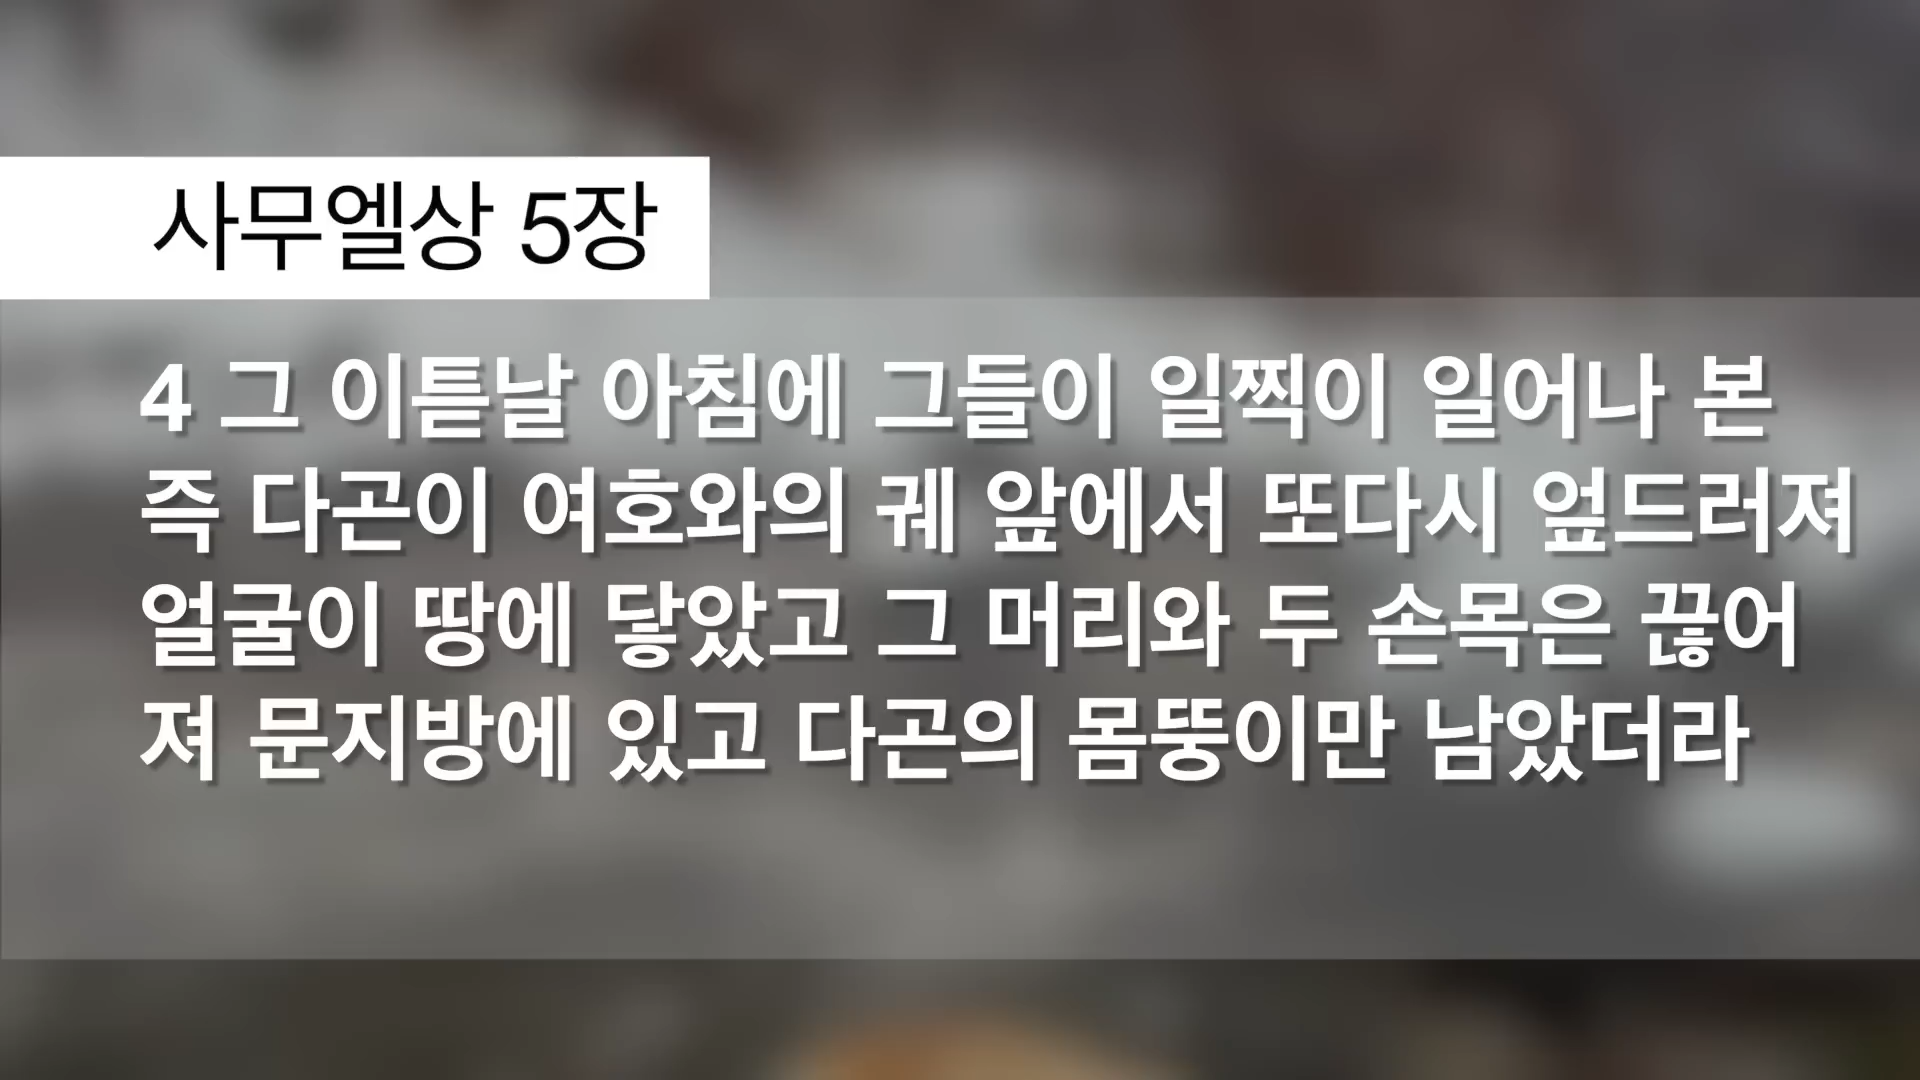 사무엘상 5장
4 그 이튿날 아침에 그들이 일찍이 일어나 본
즉 다곤이 여호와의 궤 앞에서 또다시 엎드러져
얼굴이 땅에 닿았고 그 머리와 두 손목은 끊어
져 문지방에 있고 다곤의 몸뚱이만 남았더라